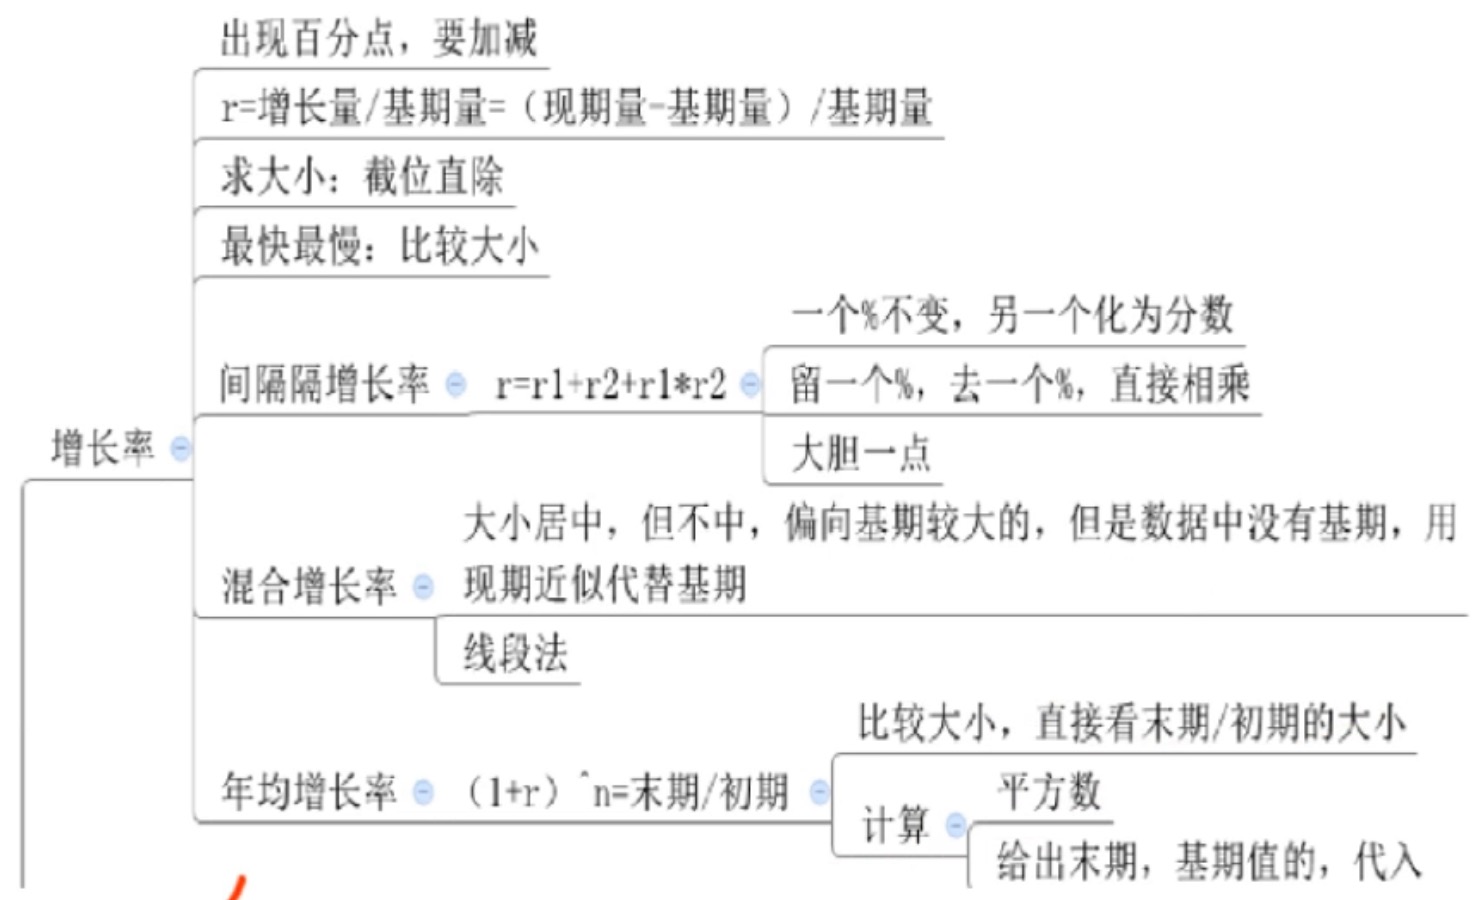 出现百分点，要加减
r=增长量/基期量=（现期量-基期量）/基期量
求大小：截位直除
最快最慢：比较大小
一个%不变，另一个化为分数
间隔隔增长率
r=r1+r2+r1*r2
留一个%，去一个%，直接相乘
增长率
大胆一点
大小居中，但不中，偏向基期较大的，但是数据中没有基期，用
现期近似代替基期
混合增长率
线段法
比较大小，直接看末期/初期的大小
年均增长率
（1+r）^n=末期/初期
平方数
计算
给出末期，基期值的，代入